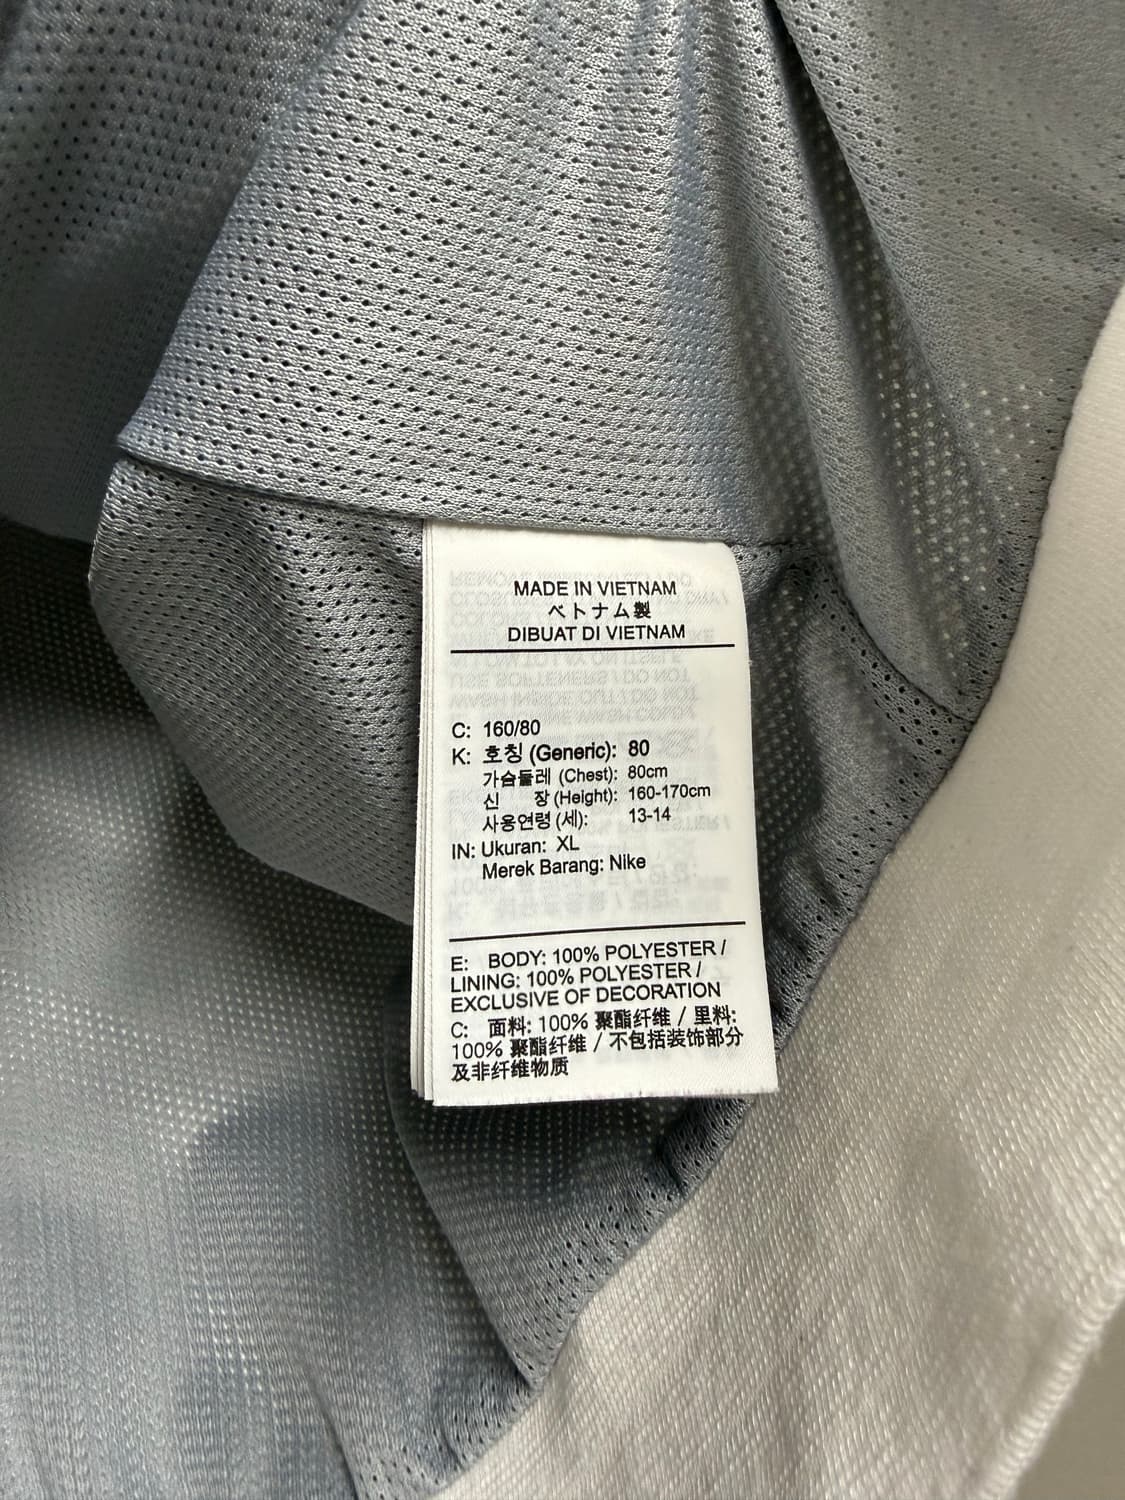 MADE IN VIETNAM
ベトナム製
DIBUAT DI VIETNAM
C: 160/80
K: 호칭 (Generic): 80
가슴둘레 (Chest): 80cm
신 장 (Height): 160-170cm
사용연령 (세): 13-14
IN: Ukuran: XL
Merek Barang: Nike
E: BODY: 100% POLYESTER /
LINING: 100% POLYESTER /
EXCLUSIVE OF DECORATION
C: 面料: 100% 聚酯纤维 / 里料:
100% 聚酯纤维 / 不包括装饰部分
及非纤维物质